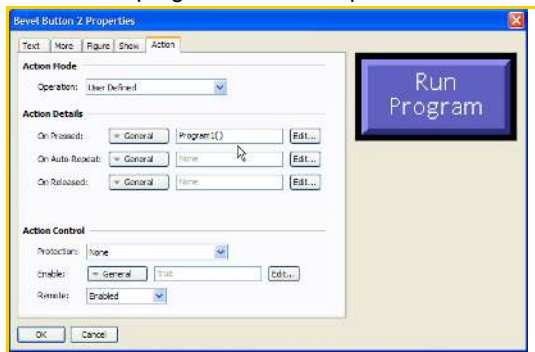 Bevel Button 2 Properties
Text More Figure Show Action
Action Mode
Operation: User Defined
Action Details
On Pressed: General Program1() Edit...
On Auto Repeat: General None Edit...
On Released: General None Edit...
Action Control
Protection: None
Enable: General true Edit...
Remote: Enabled
OK Cancel
Run
Program